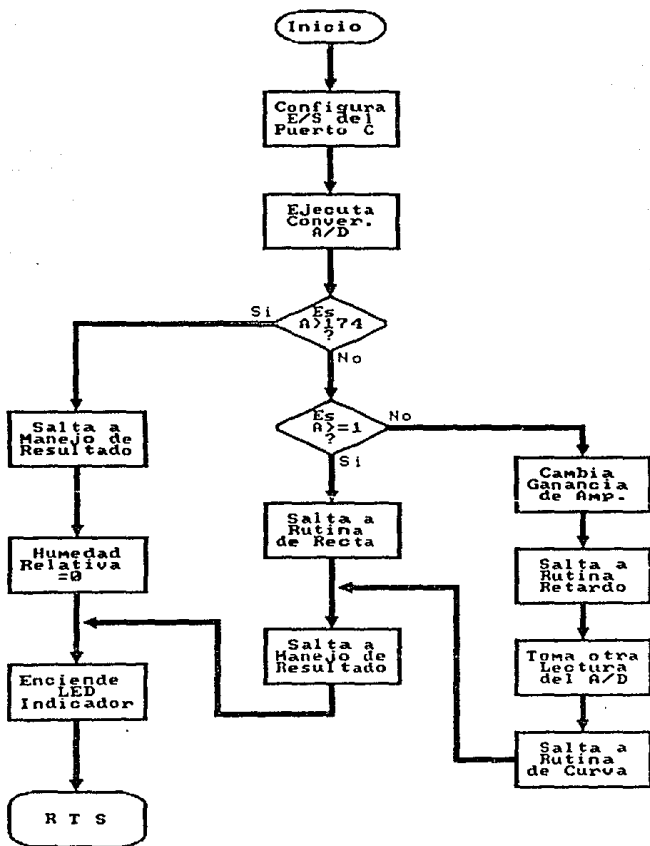 Inicio
Configura
E/S del
Puerto C
Ejecuta
Conver.
A/D
Es
A>174
?
Si
No
Salta a
Manejo de
Resultado
Humedad
Relativa
=0
Enciende
LED
Indicador
R T S
Es
A>=1
?
No
Si
Salta a
Rutina
de Recta
Salta a
Manejo de
Resultado
Cambia
Ganancia
de Amp.
Salta a
Rutina
Retardo
Toma otra
Lectura
del A/D
Salta a
Rutina
de Curva